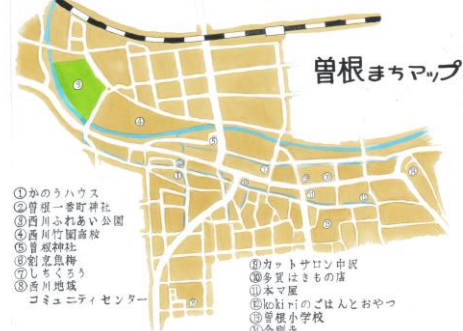 曽根まちマップ
①かのうハウス
②曽根一番町神社
③西川ふれあい公園
④西川竹園高校
⑤曽根神社
⑥割烹魚梅
⑦しちくろう
⑧西川地域
コミュニティセンター
⑨カットサロン中沢
⑩多賀はきもの店
⑪本マ屋
⑫kokiriのごはんとおやつ
⑬曽根小学校